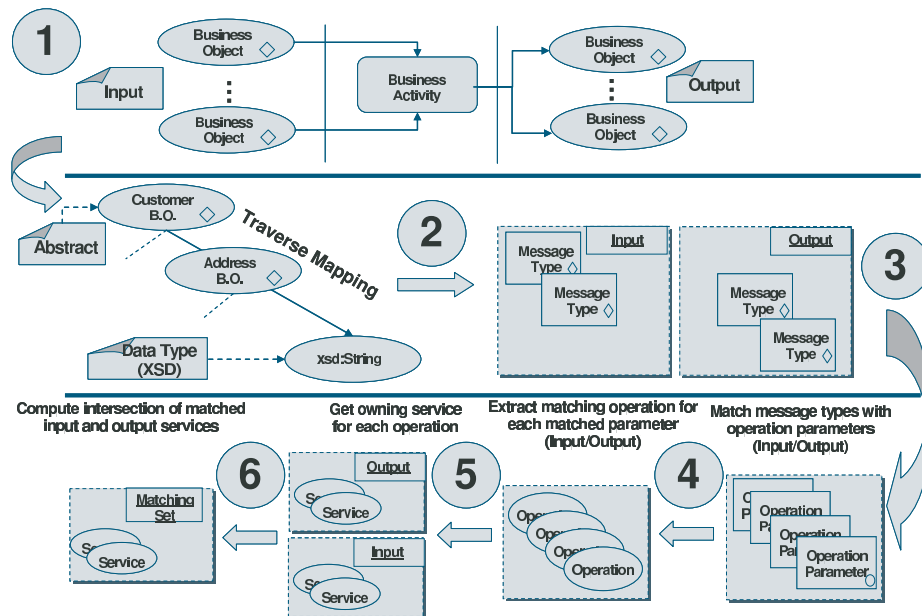 1
Business
Object
Business
Object
Input
Business
Object
Business
Activity
Business
Object
Output
Business
Object
Customer
B.O.
Abstract
Address
B.O.
Traverse Mapping
Data Type
(XSD)
xsd:String
2
Input
Message
Type
Message
Type
Output
Message
Type
Message
Type
3
Compute intersection of matched
input and output services
Get owning service
for each operation
Extract matching operation for
each matched parameter
(Input/Output)
Match message types with
operation parameters
(Input/Output)
6
Matching
Set
Service
Output
Service
Input
Service
5
Operation
4
Operation
Operation
Operation
Parameter